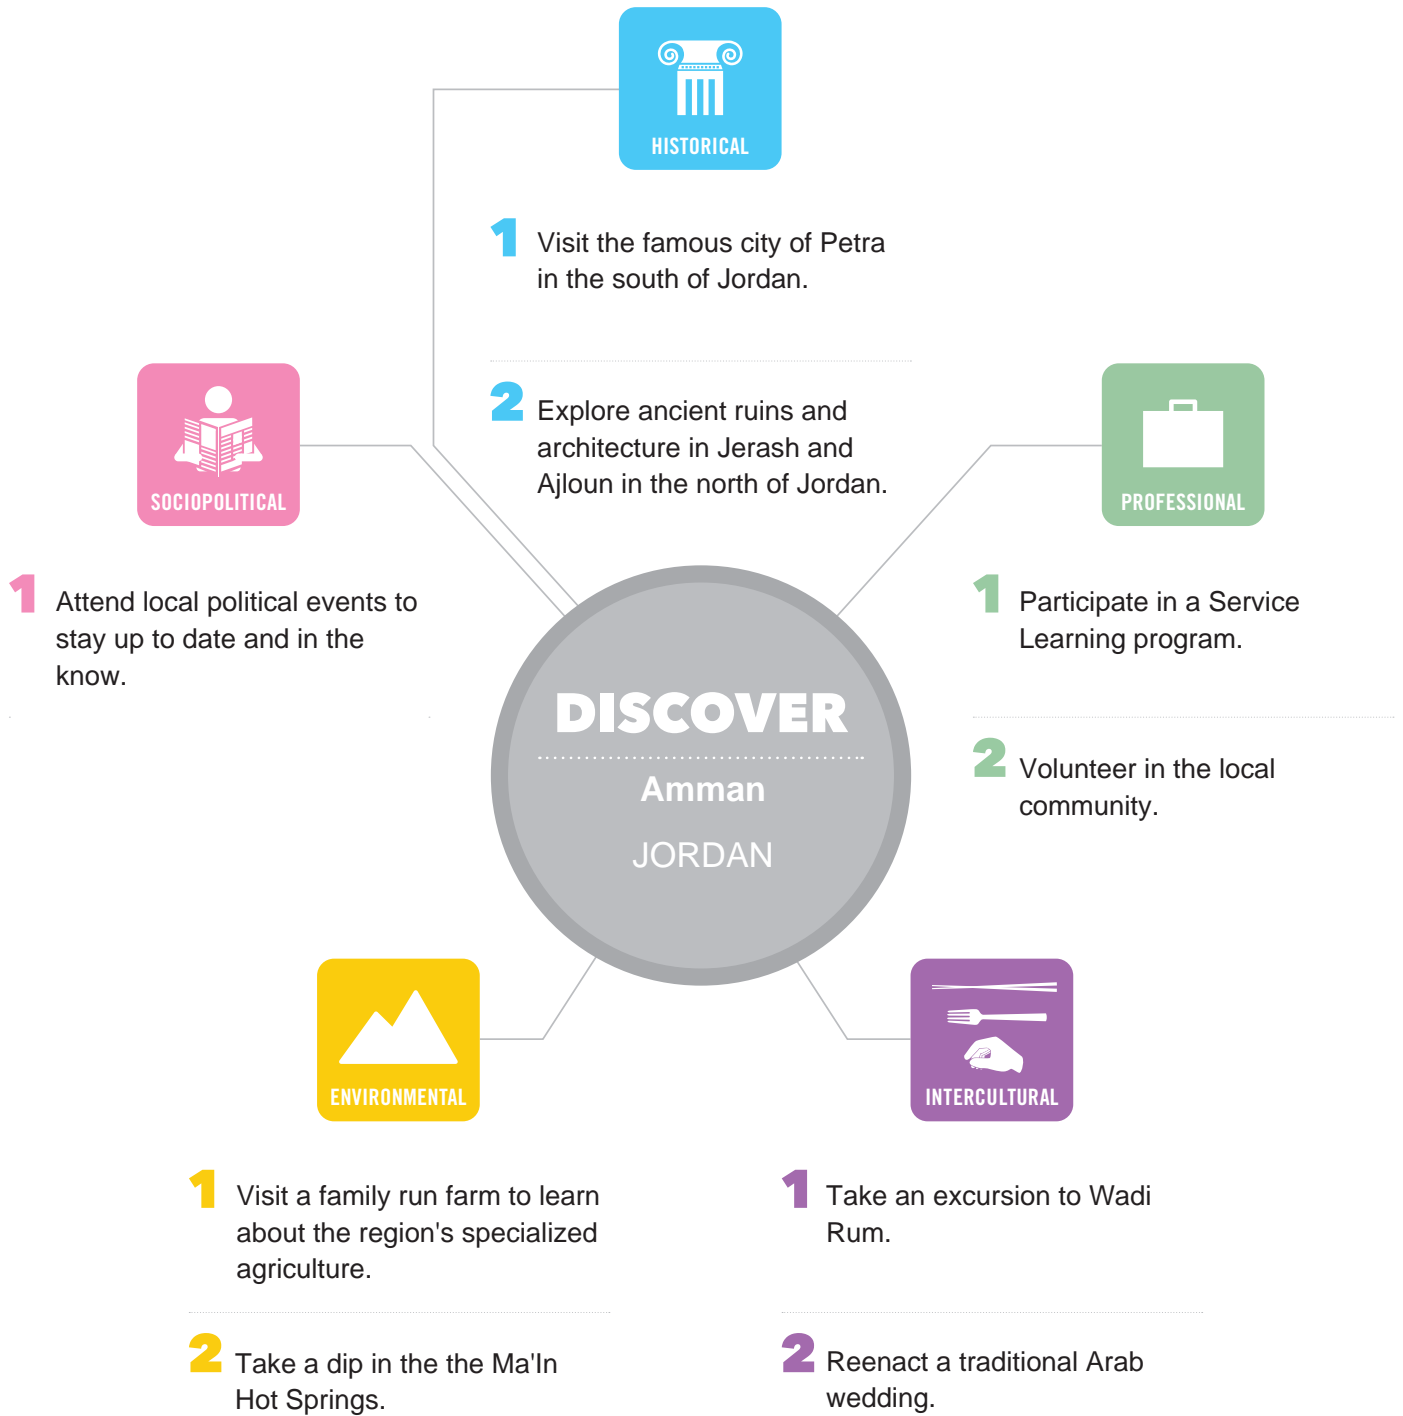 HISTORICAL
1 Visit the famous city of Petra
in the south of Jordan.
2 Explore ancient ruins and
architecture in Jerash and
Ajloun in the north of Jordan.
SOCIOPOLITICAL
1 Attend local political events to
stay up to date and in the
know.
PROFESSIONAL
1 Participate in a Service
Learning program.
2 Volunteer in the local
community.
DISCOVER
Amman
JORDAN
ENVIRONMENTAL
1 Visit a family run farm to learn
about the region's specialized
agriculture.
2 Take a dip in the the Ma'In
Hot Springs.
INTERCULTURAL
1 Take an excursion to Wadi
Rum.
2 Reenact a traditional Arab
wedding.